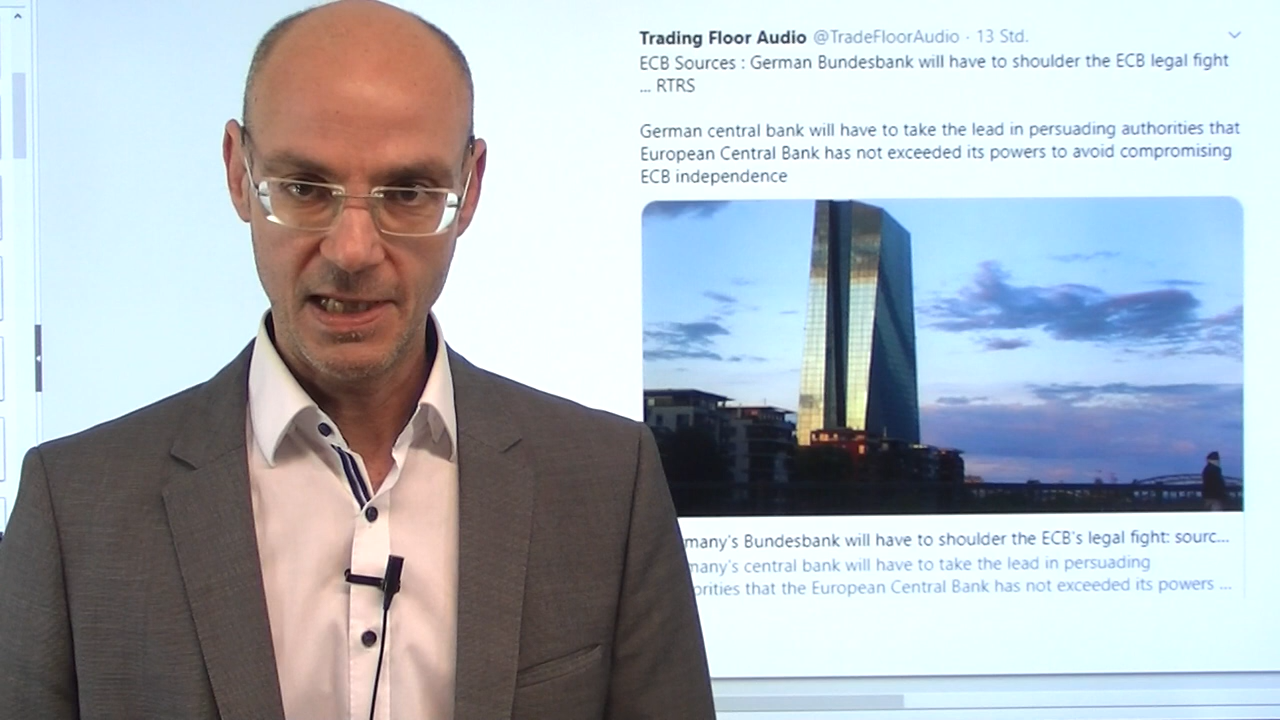 Trading Floor Audio @TradeFloorAudio · 13 Std.
ECB Sources : German Bundesbank will have to shoulder the ECB legal fight
... RTRS
German central bank will have to take the lead in persuading authorities that
European Central Bank has not exceeded its powers to avoid compromising
ECB independence
many's Bundesbank will have to shoulder the ECB's legal fight: sourc...
many's central bank will have to take the lead in persuading
orities that the European Central Bank has not exceeded its powers ...